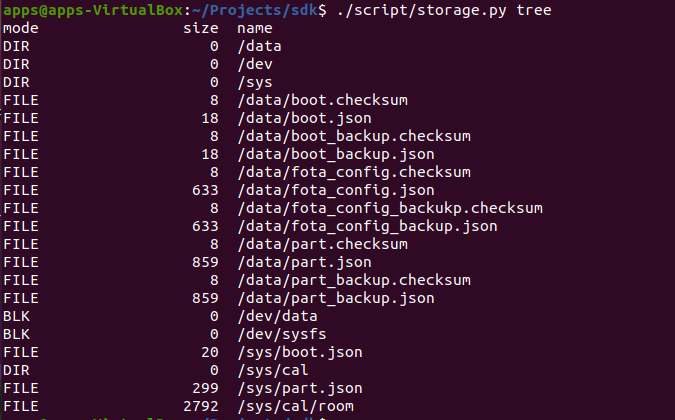 apps@apps-VirtualBox:~/Projects/sdk$ ./script/storage.py tree
mode size name
DIR 0 /data
DIR 0 /dev
DIR 0 /sys
FILE 8 /data/boot.checksum
FILE 18 /data/boot.json
FILE 8 /data/boot_backup.checksum
FILE 18 /data/boot_backup.json
FILE 8 /data/fota_config.checksum
FILE 633 /data/fota_config.json
FILE 8 /data/fota_config_backukp.checksum
FILE 633 /data/fota_config_backup.json
FILE 8 /data/part.checksum
FILE 859 /data/part.json
FILE 8 /data/part_backup.checksum
FILE 859 /data/part_backup.json
BLK 0 /dev/data
BLK 0 /dev/sysfs
FILE 20 /sys/boot.json
DIR 0 /sys/cal
FILE 299 /sys/part.json
FILE 2792 /sys/cal/room